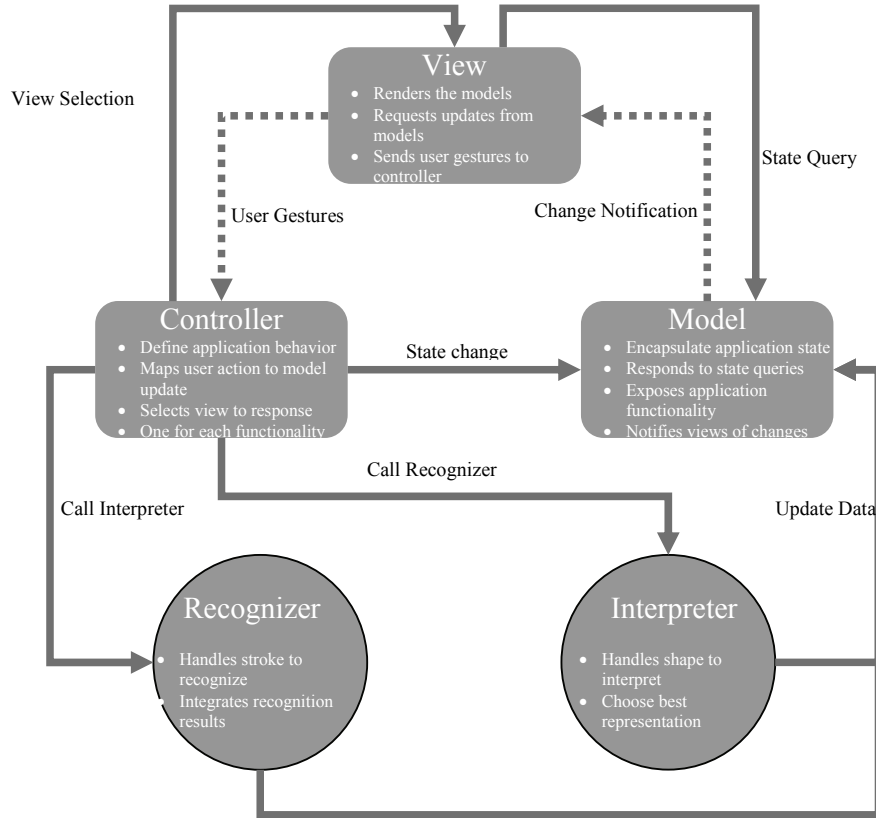 View
• Renders the models
• Requests updates from
models
• Sends user gestures to
controller
View Selection
State Query
User Gestures
Change Notification
Controller
• Define application behavior
• Maps user action to model
update
• Selects view to response
• One for each functionality
State change
Model
• Encapsulate application state
• Responds to state queries
• Exposes application
functionality
• Notifies views of changes
Call Recognizer
Call Interpreter
Update Data
Recognizer
• Handles stroke to
recognize
• Integrates recognition
results
Interpreter
• Handles shape to
interpret
• Choose best
representation